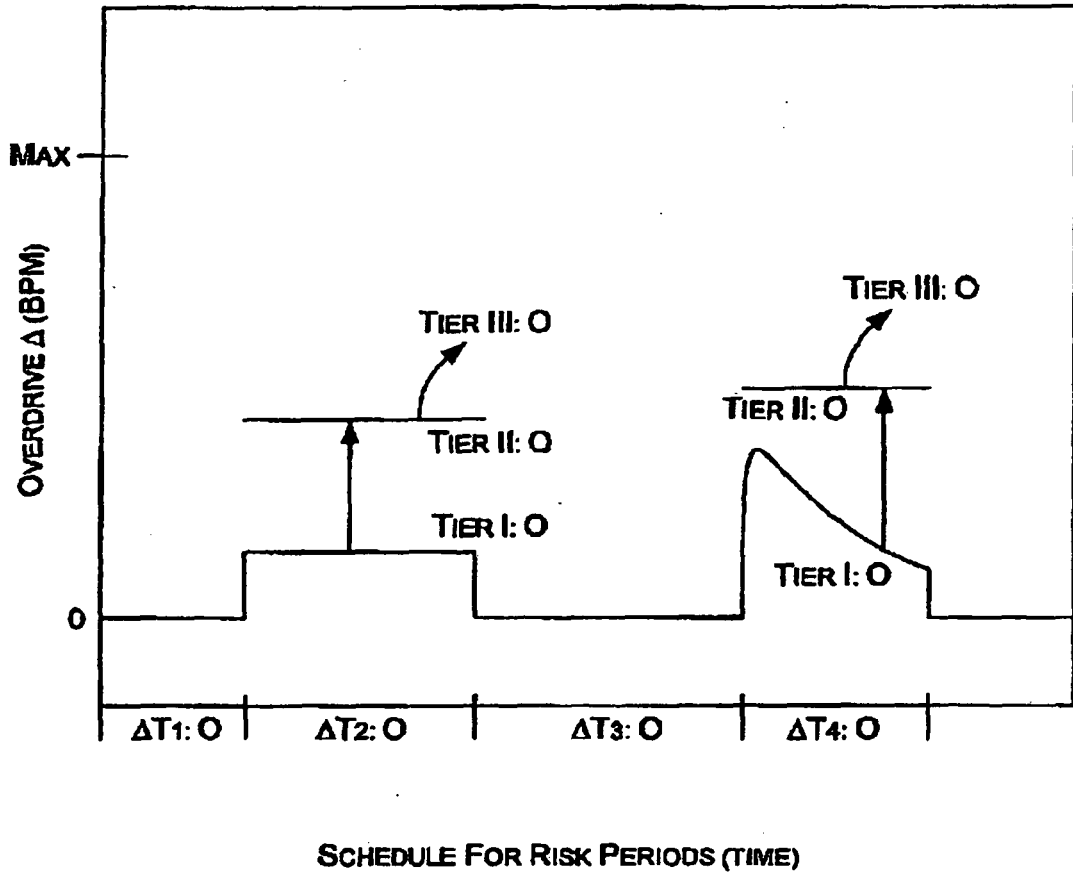 MAX
OVERDRIVE Δ (BPM)
0
TIER III: O
TIER II: O
TIER I: O
TIER III: O
TIER II: O
TIER I: O
ΔT1: O
ΔT2: O
ΔT3: O
ΔT4: O
SCHEDULE FOR RISK PERIODS (TIME)